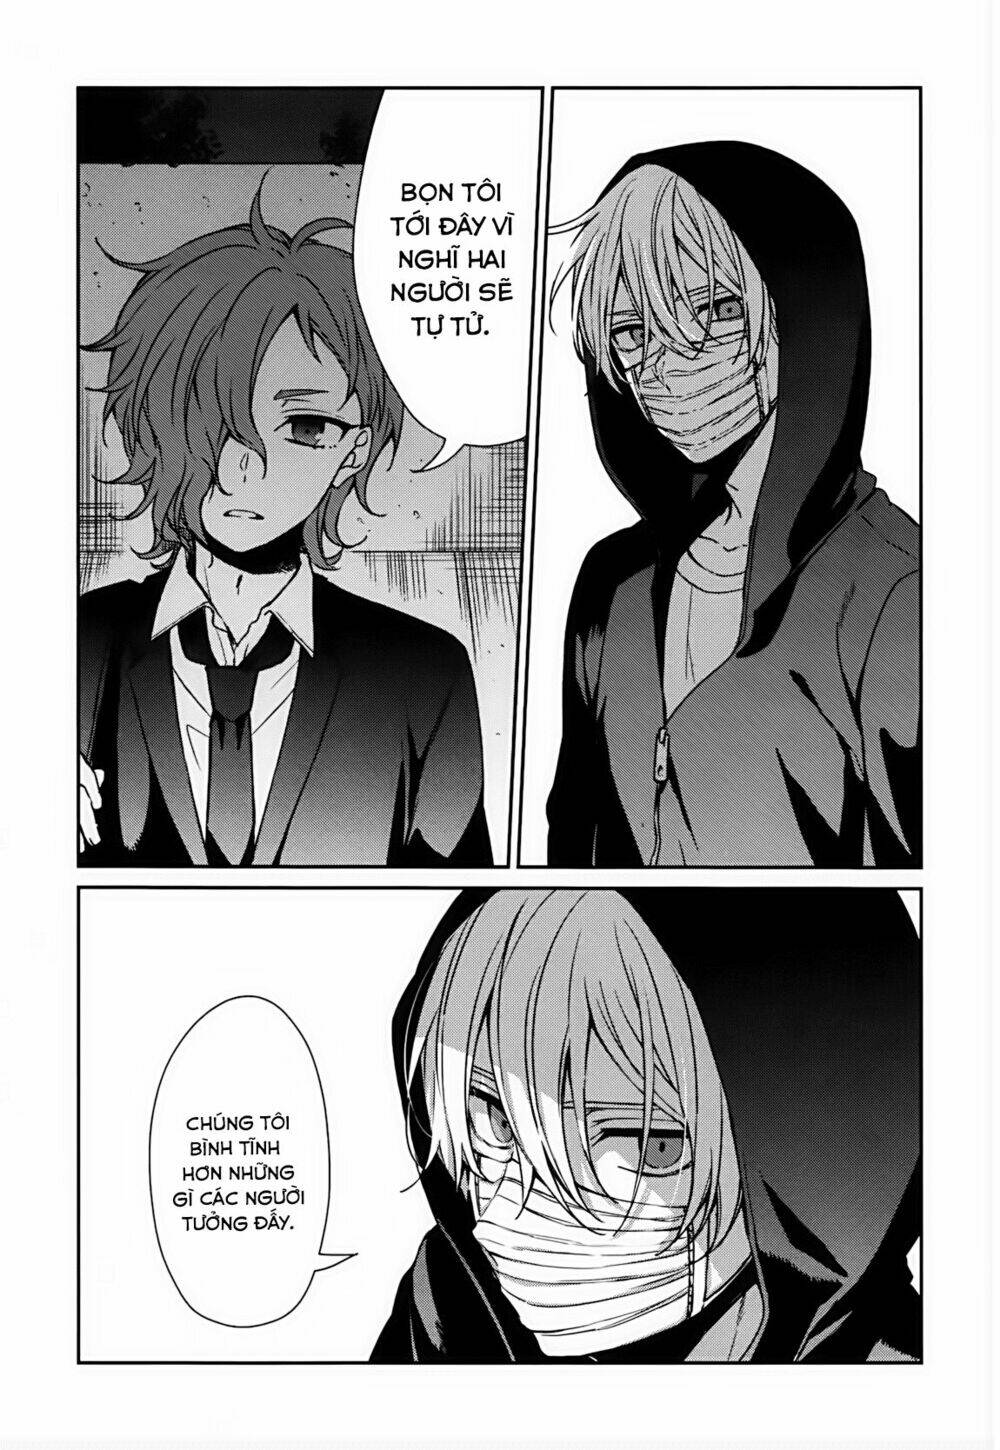 BỌN TÔI
TỚI ĐÂY VÌ
NGHĨ HAI
NGƯỜI SẼ
TỰ TỬ.
CHÚNG TÔI
BÌNH TĨNH
HƠN NHỮNG
GÌ CÁC NGƯỜI
TƯỞNG ĐẤY.